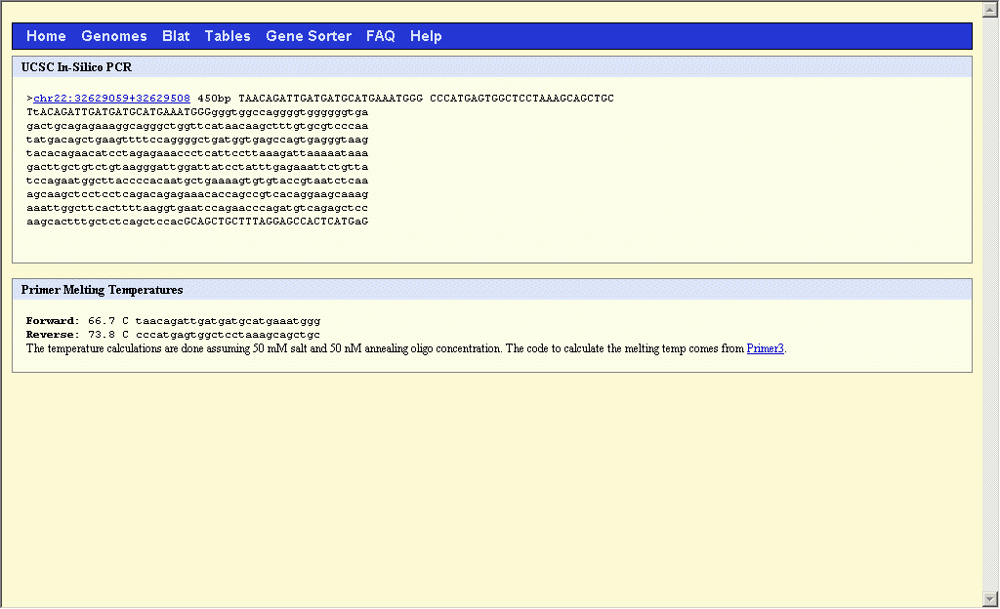 Home Genomes Blat Tables Gene Sorter FAQ Help
UCSC In-Silico PCR
>chr22:32629059+32629508 450bp TAACAGATTGATGATGCATGAAATGGG CCCATGAGTGGCTCCTAAAGCAGCTGC
TtACAGATTGATGATGCATGAAATGGGgggtggccaggggtggggggtga
gactgcagagaaaggcagggctggttcataacaagctttgtgcgtcccaa
tatgacagctgaagttttccaggggctgatggtgagccagtgagggtaag
tacacagaacatcctagagaaaccctcattccttaaagattaaaaataaa
gacttgctgtctgtaagggattggattatcctatttgagaaattctgtta
tccagaatggcttaccccacaatgctgaaaagtgtgtaccgtaatctcaa
agcaagctcctcctcagacagagaaacaccagccgtcacaggaagcaaag
aaattggcttcacttttaaggtgaatccagaacccagatgtcagagctcc
aagcactttgctctcagctccacGCAGCTGCTTTAGGAGCCACTCATGaG
Primer Melting Temperatures
Forward: 66.7 C taacagattgatgatgcatgaaatggg
Reverse: 73.8 C cccatgagtggctcctaaagcagctgc
The temperature calculations are done assuming 50 mM salt and 50 nM annealing oligo concentration. The code to calculate the melting temp comes from Primer3.